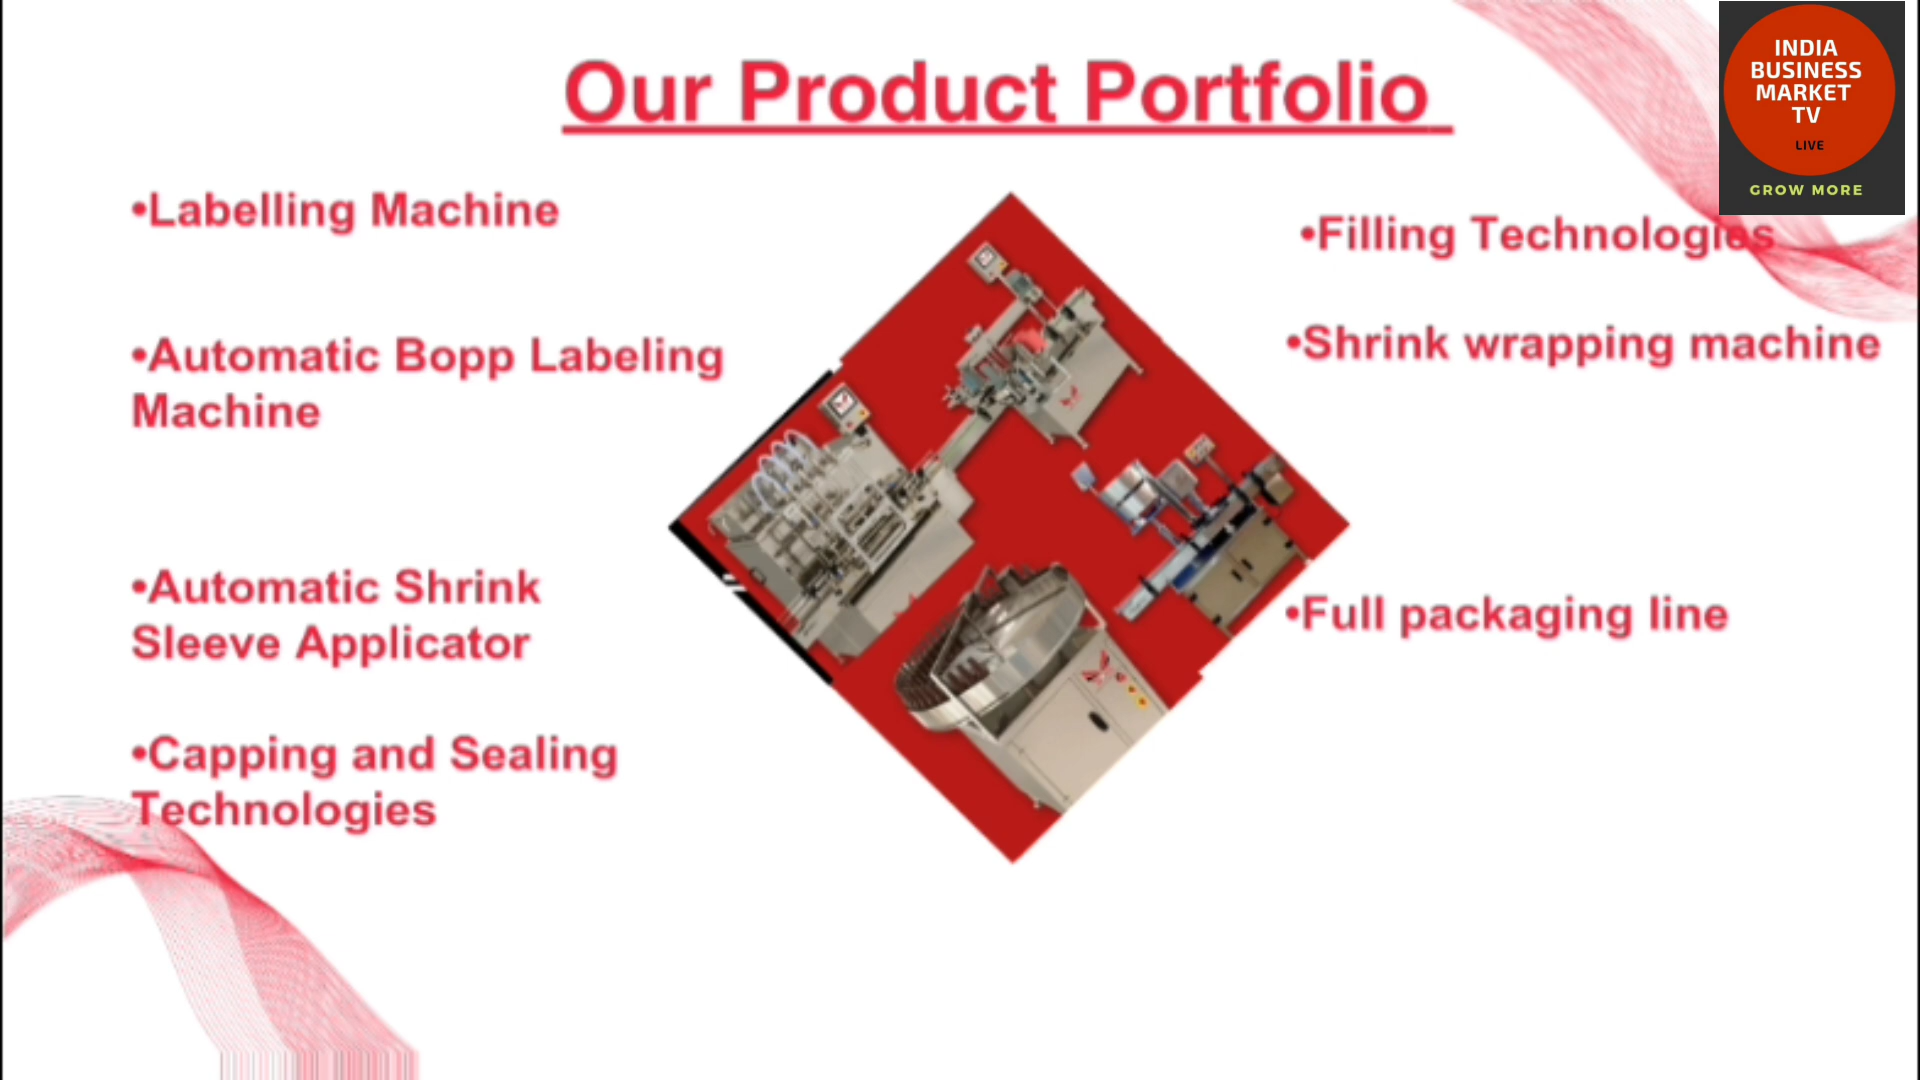 Our Product Portfolio
•Labelling Machine
•Automatic Bopp Labeling
Machine
•Automatic Shrink
Sleeve Applicator
•Capping and Sealing
Technologies
•Filling Technologies
•Shrink wrapping machine
•Full packaging line
INDIA
BUSINESS
MARKET
TV
LIVE
GROW MORE